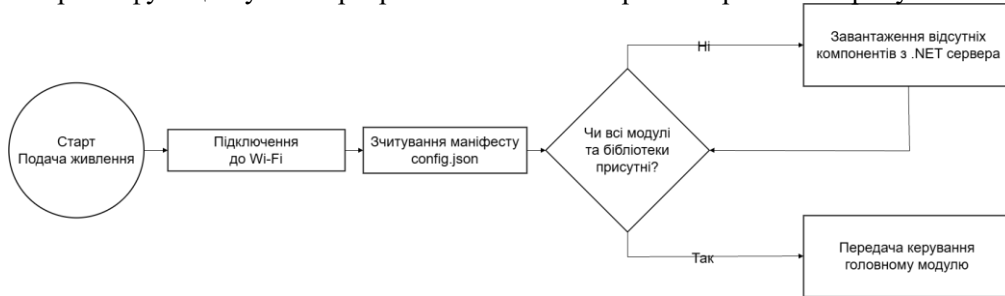 Старт
Подача живлення
Підключення
до Wi-Fi
Зчитування маніфесту
config.json
Чи всі модулі
та бібліотеки
присутні?
Ні
Завантаження відсутніх
компонентів з .NET сервера
Так
Передача керування
головному модулю